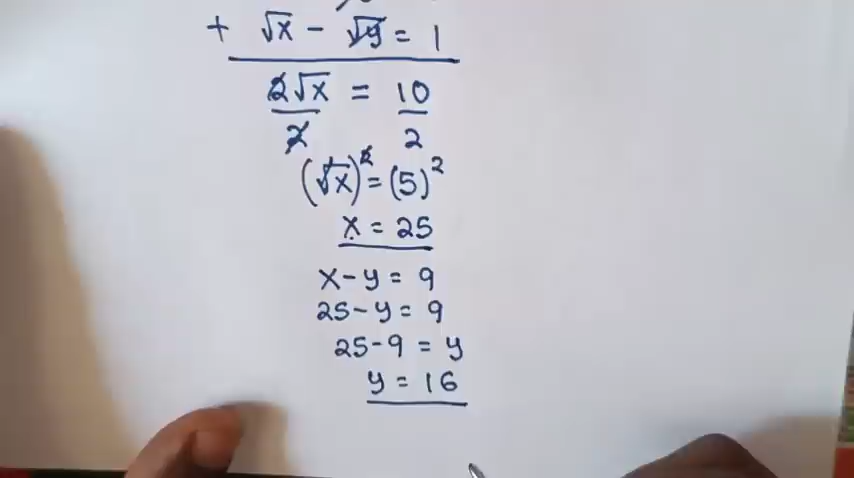 + √x - √y = 1
2√x = 10
2 2
(√x)² = (5)²
x = 25
x - y = 9
25 - y = 9
25 - 9 = y
y = 16